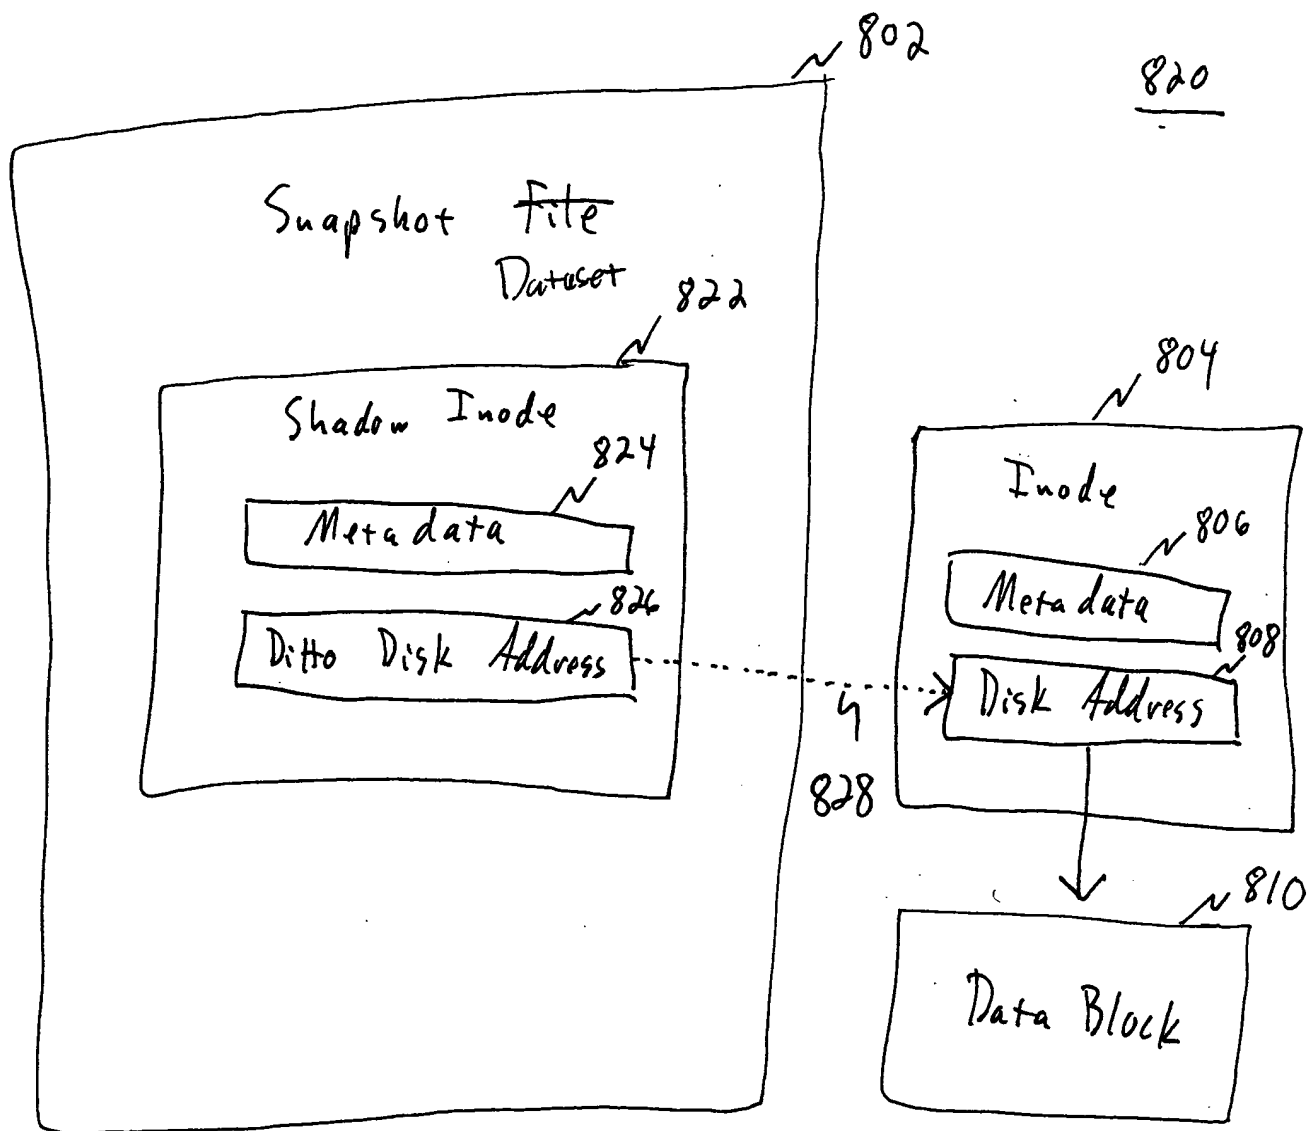 802
820
Snapshot File
Dataset
822
Shadow Inode
824
Metadata
826
Ditto Disk Address
828
804
Inode
806
Metadata
808
Disk Address
810
Data Block